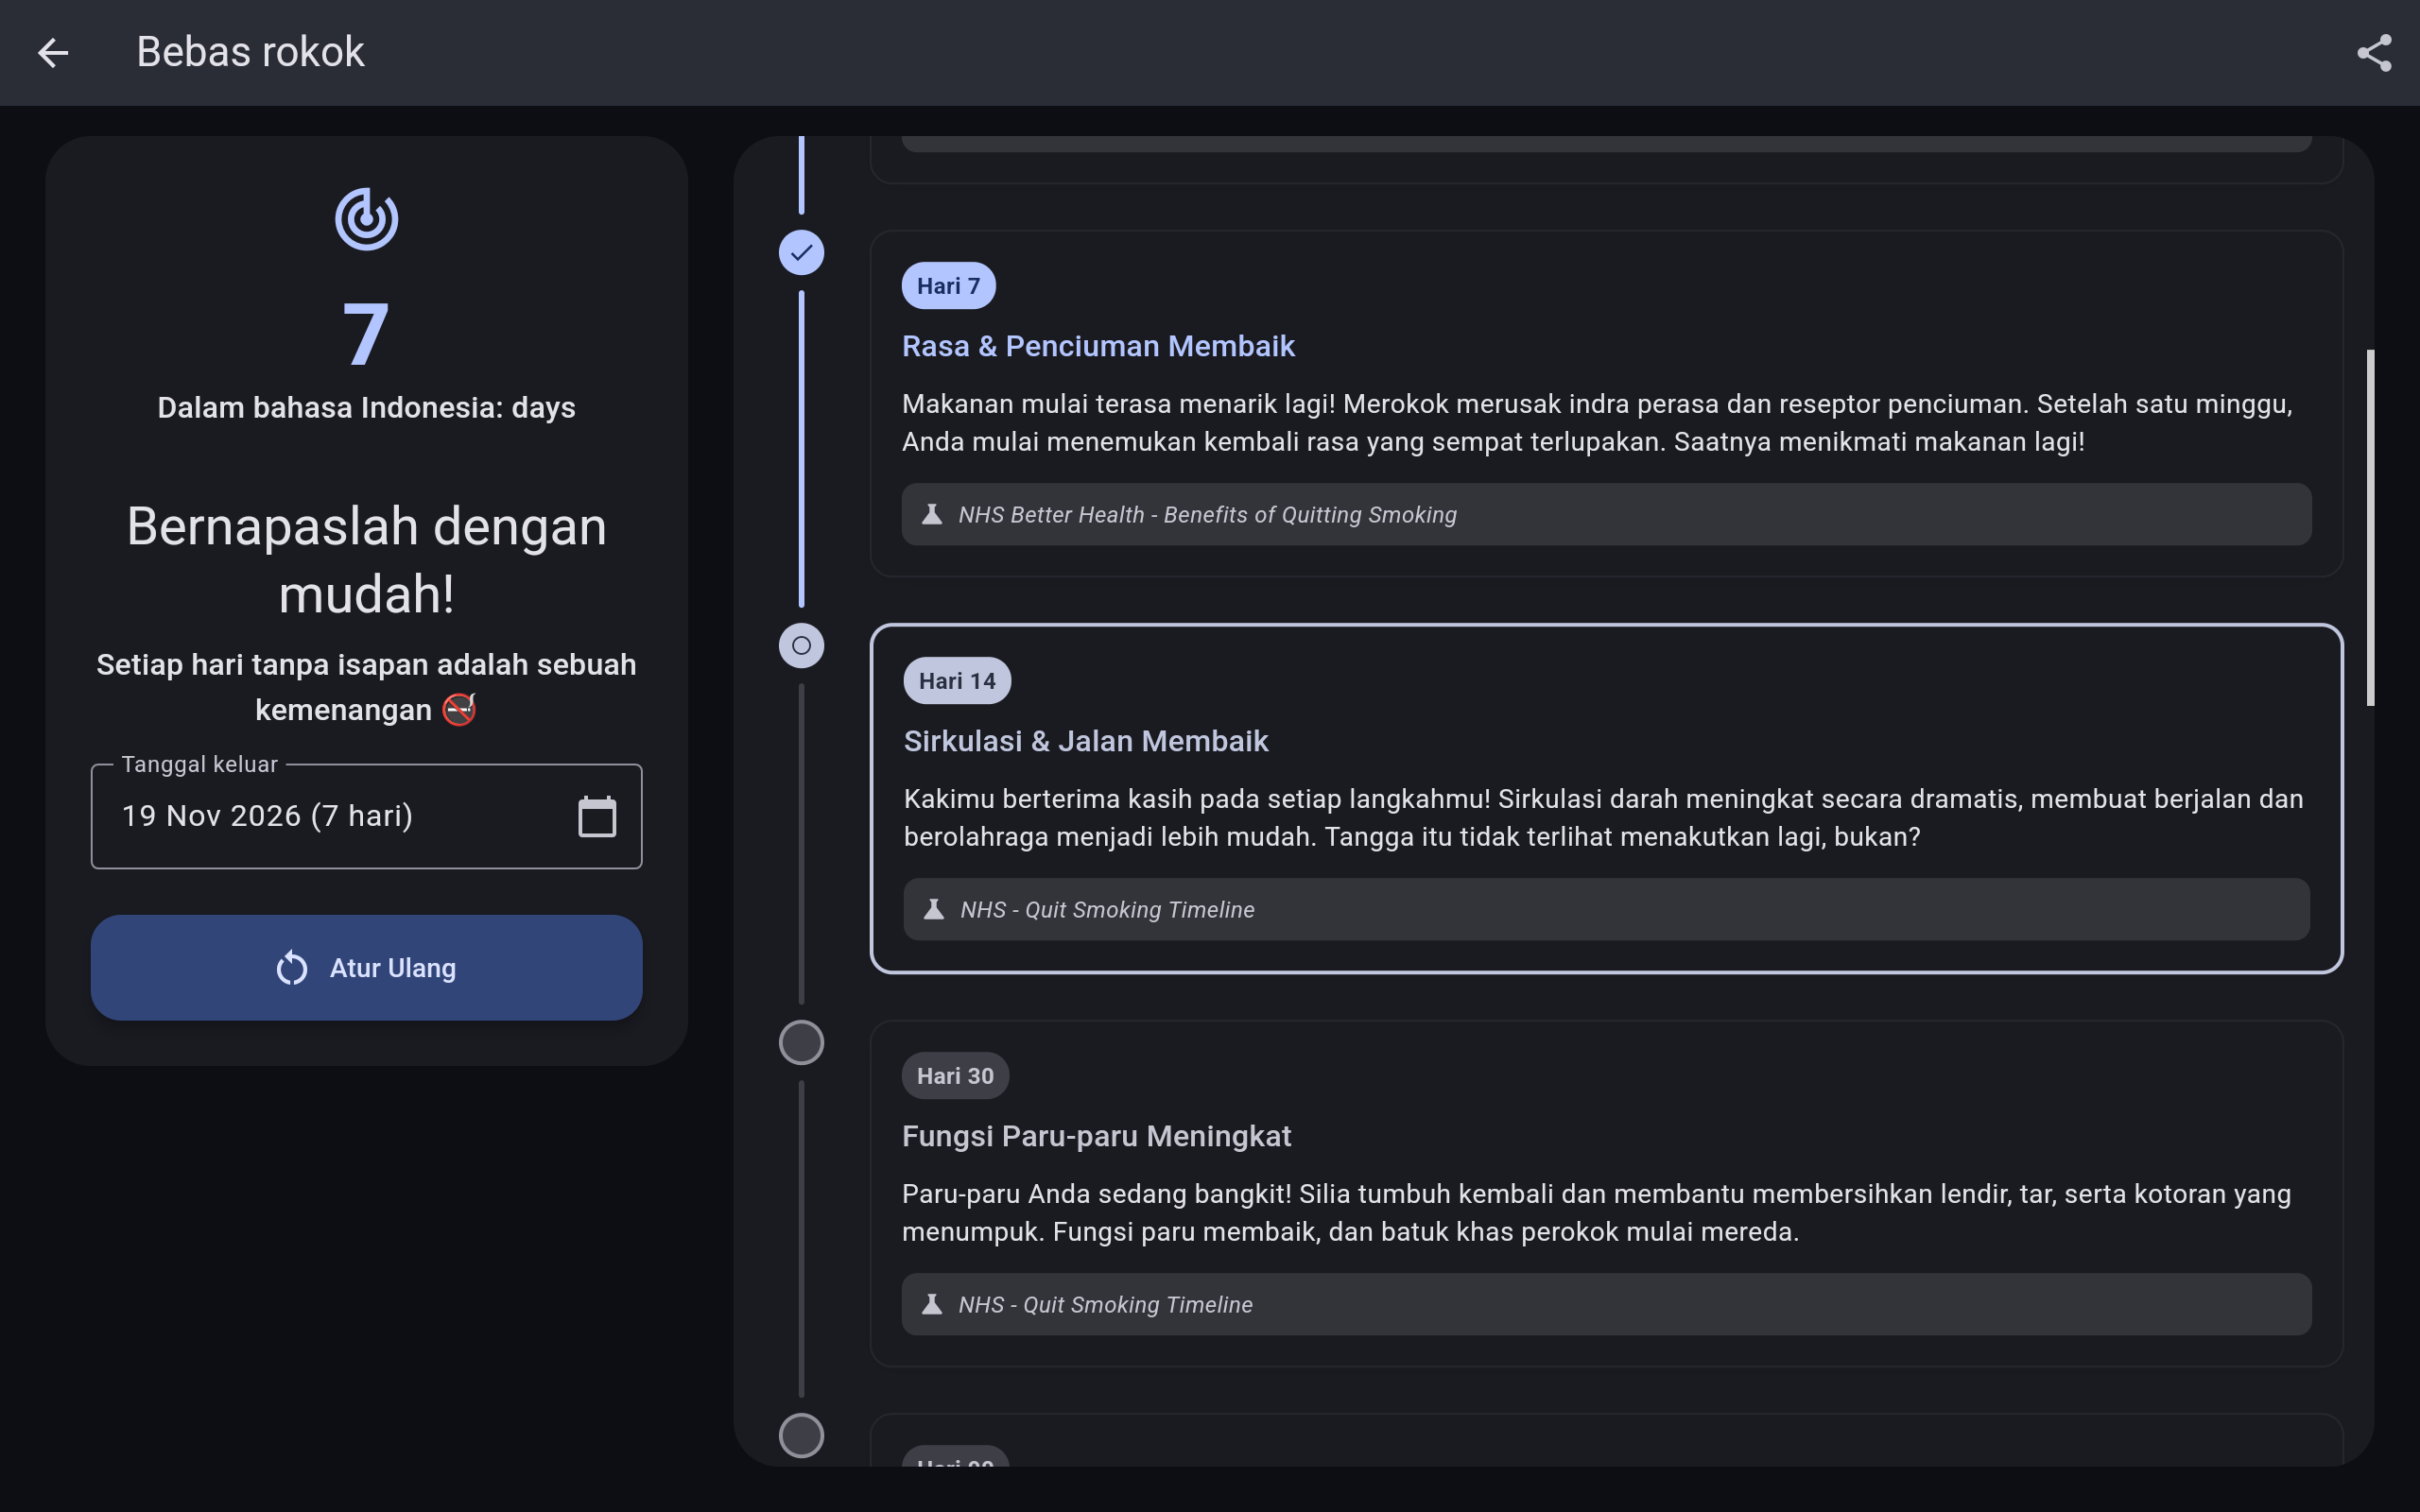 Bebas rokok
7
Dalam bahasa Indonesia: days
Bernapaslah dengan
mudah!
Setiap hari tanpa isapan adalah sebuah
kemenangan 🚭
Tanggal keluar
19 Nov 2026 (7 hari)
Atur Ulang
Hari 7
Rasa & Penciuman Membaik
Makanan mulai terasa menarik lagi! Merokok merusak indra perasa dan reseptor penciuman. Setelah satu minggu,
Anda mulai menemukan kembali rasa yang sempat terlupakan. Saatnya menikmati makanan lagi!
NHS Better Health - Benefits of Quitting Smoking
Hari 14
Sirkulasi & Jalan Membaik
Kakimu berterima kasih pada setiap langkahmu! Sirkulasi darah meningkat secara dramatis, membuat berjalan dan
berolahraga menjadi lebih mudah. Tangga itu tidak terlihat menakutkan lagi, bukan?
NHS - Quit Smoking Timeline
Hari 30
Fungsi Paru-paru Meningkat
Paru-paru Anda sedang bangkit! Silia tumbuh kembali dan membantu membersihkan lendir, tar, serta kotoran yang
menumpuk. Fungsi paru membaik, dan batuk khas perokok mulai mereda.
NHS - Quit Smoking Timeline
Hari